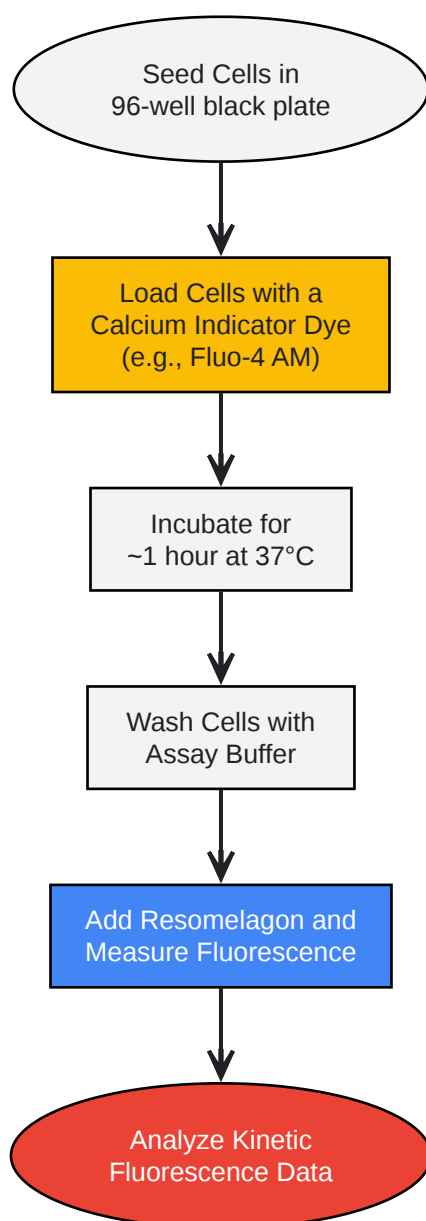 Seed Cells in
96-well black plate
Load Cells with a
Calcium Indicator Dye
(e.g., Fluo-4 AM)
Incubate for
~1 hour at 37°C
Wash Cells with
Assay Buffer
Add Resomelagon and
Measure Fluorescence
Analyze Kinetic
Fluorescence Data